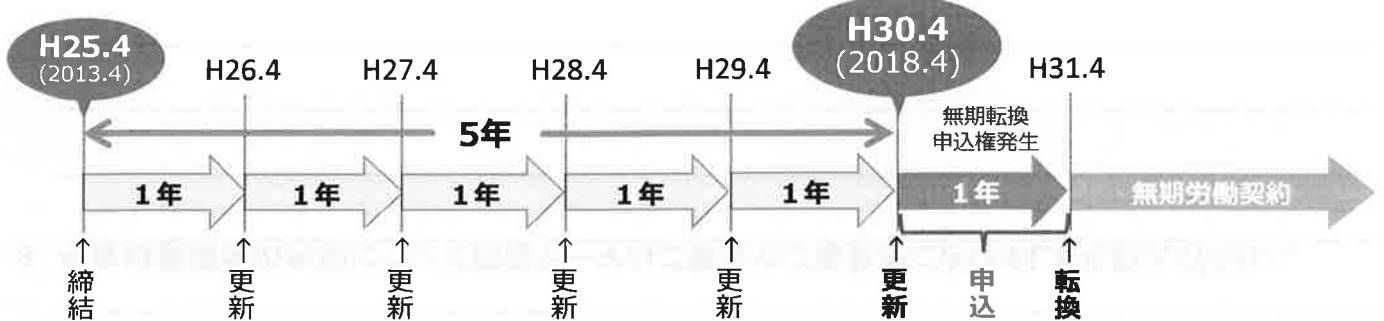 H25.4
(2013.4)
H26.4
H27.4
H28.4
H29.4
H30.4
(2018.4)
H31.4
5年
無期転換
申込権発生
1年
1年
1年
1年
1年
1年
無期労働契約
↑
締結
↑
更新
↑
更新
↑
更新
↑
更新
↑
更新
申込
↑
転換